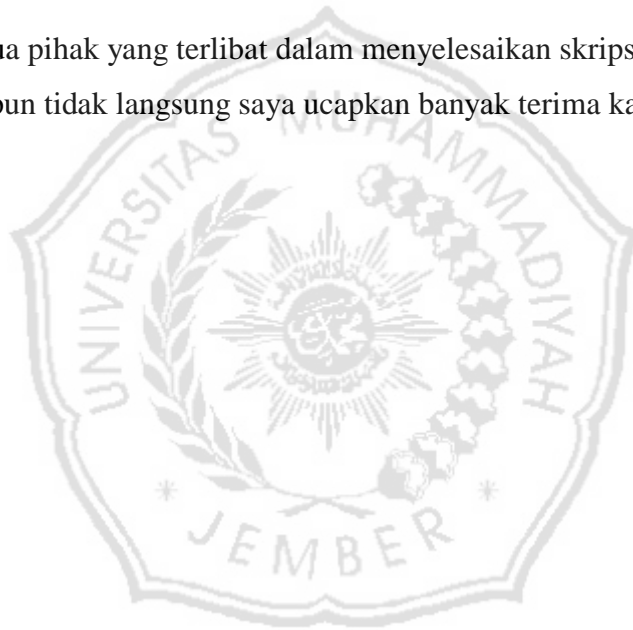 ua pihak yang terlibat dalam menyelesaikan skrips
pun tidak langsung saya ucapkan banyak terima ka
UNIVERSITAS MUHAMMADIYAH
JEMBER